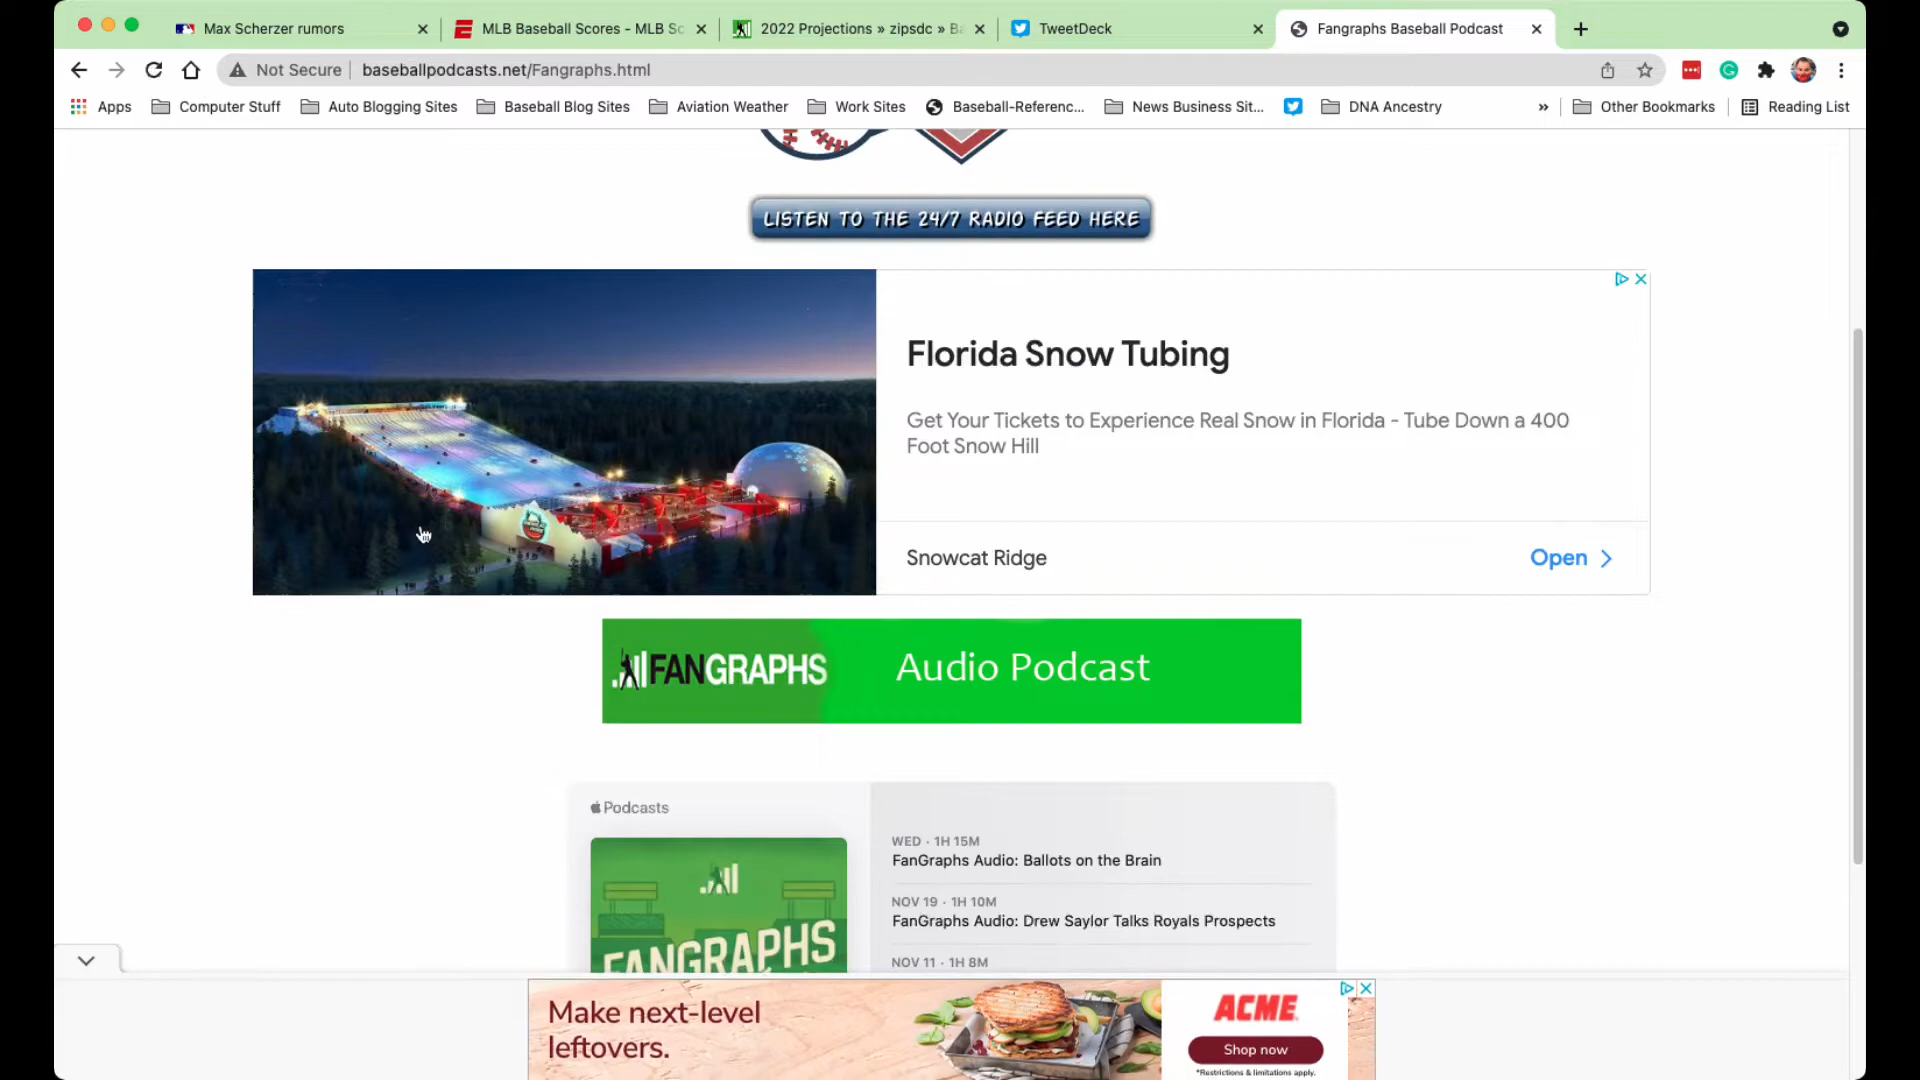 Max Scherzer rumors
MLB Baseball Scores - MLB Sc
2022 Projections » zipsdc » Ba
TweetDeck
Fangraphs Baseball Podcast
Not Secure
baseballpodcasts.net/Fangraphs.html
Apps
Computer Stuff
Auto Blogging Sites
Baseball Blog Sites
Aviation Weather
Work Sites
Baseball-Referenc...
News Business Sit...
DNA Ancestry
»
Other Bookmarks
Reading List
LISTEN TO THE 24/7 RADIO FEED HERE
Florida Snow Tubing
Get Your Tickets to Experience Real Snow in Florida - Tube Down a 400
Foot Snow Hill
Snowcat Ridge
Open
FANGRAPHS
Audio Podcast
Podcasts
WED · 1H 15M
FanGraphs Audio: Ballots on the Brain
NOV 19 · 1H 10M
FanGraphs Audio: Drew Saylor Talks Royals Prospects
NOV 11 · 1H 8M
FANGRAPHS
Make next-level
leftovers.
ACME
Shop now
*Restrictions & limitations apply.